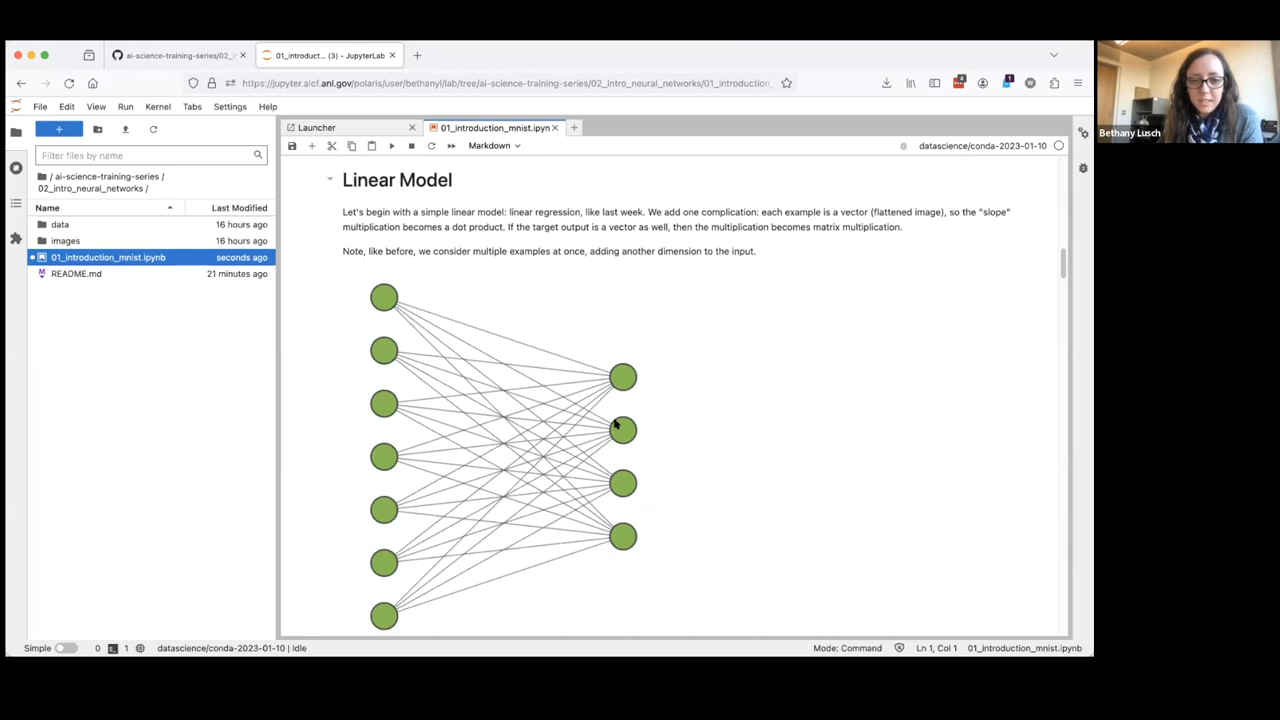 ai-science-training-series/02_
01_introduct... (3) - JupyterLab
https://jupyter.alcf.anl.gov/polaris/user/bethanyl/lab/tree/ai-science-training-series/02_intro_neural_networks/01_introduction_
4
1
Bethany Lusch
File Edit View Run Kernel Tabs Settings Help
Launcher
01_introduction_mnist.ipyn
Filter files by name
Markdown
datascience/conda-2023-01-10
/ ai-science-training-series /
02_intro_neural_networks /
Name Last Modified
data 16 hours ago
images 16 hours ago
01_introduction_mnist.ipynb seconds ago
README.md 21 minutes ago
Linear Model
Let's begin with a simple linear model: linear regression, like last week. We add one complication: each example is a vector (flattened image), so the "slope"
multiplication becomes a dot product. If the target output is a vector as well, then the multiplication becomes matrix multiplication.
Note, like before, we consider multiple examples at once, adding another dimension to the input.
Simple 0 1 datascience/conda-2023-01-10 | Idle
Mode: Command Ln 1, Col 1 01_introduction_mnist.ipynb